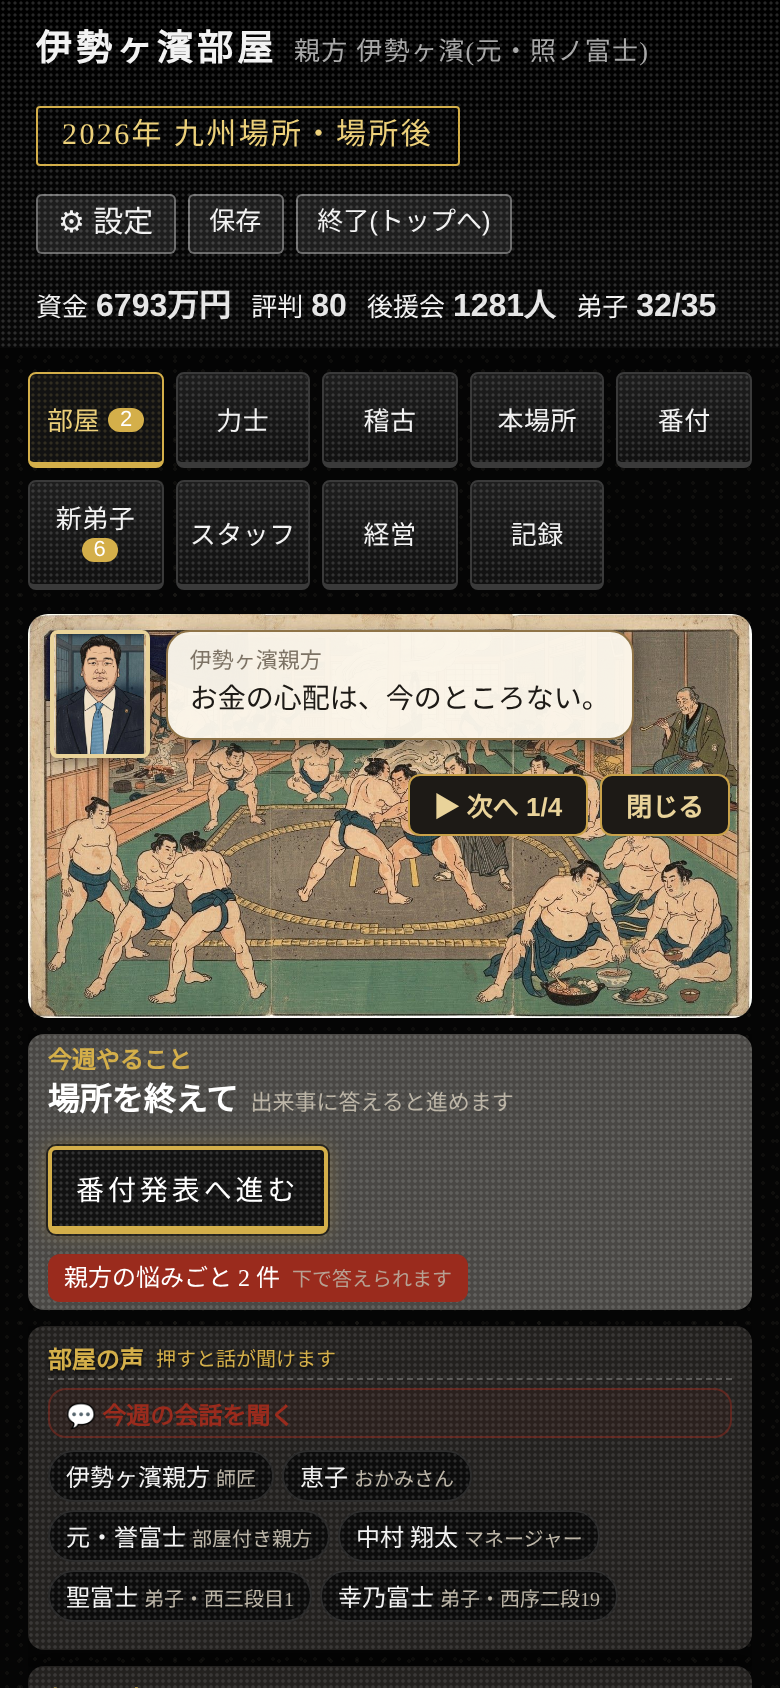 伊勢ヶ濱部屋 親方 伊勢ヶ濱(元・照ノ富士)
2026年 九州場所・場所後
⚙ 設定 保存 終了(トップへ)
資金 6793万円 評判 80 後援会 1281人 弟子 32/35
部屋 2 力士 稽古 本場所 番付
新弟子 6 スタッフ 経営 記録
伊勢ヶ濱親方
お金の心配は、今のところない。
▶ 次へ 1/4 閉じる
今週やること
場所を終えて 出来事に答えると進めます
番付発表へ進む
親方の悩みごと 2 件 下で答えられます
部屋の声 押すと話が聞けます
💬 今週の会話を聞く
伊勢ヶ濱親方 師匠 恵子 おかみさん
元・誉富士 部屋付き親方 中村 翔太 マネージャー
聖富士 弟子・西三段目1 幸乃富士 弟子・西序二段19